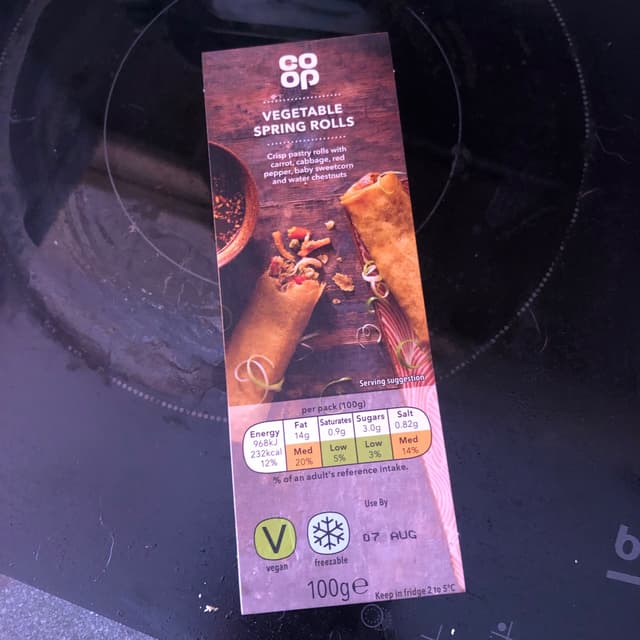 CO
OP
VEGETABLE
SPRING ROLLS
Crisp pastry rolls with
carrot, cabbage, red
pepper, baby sweetcorn
and water chestnuts
Serving suggestion
per pack (100g)
Energy Fat Saturates Sugars Salt
968kJ 14g 0.9g 3.0g 0.82g
232kcal Med Low Low Med
12% 20% 5% 3% 14%
% of an adult's reference intake.
Use By
07 AUG
V
vegan
freezable
100g℮
Keep in fridge 2 to 5°C